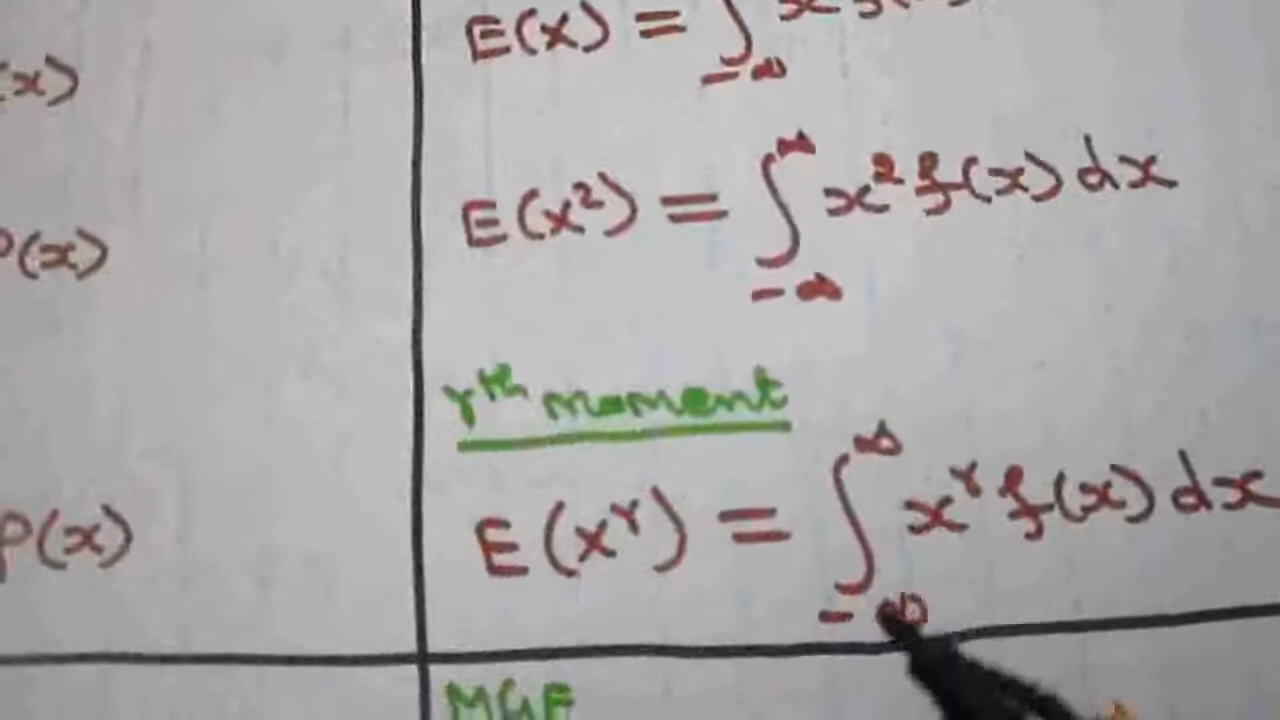 (x)
P(x)
P(x)
E(x) = ∫ x
-∞
E(x²) = ∫ x² f(x) dx
∞
-∞
rth moment
E(xʳ) = ∫ xʳ f(x) dx
∞
-∞
MGF